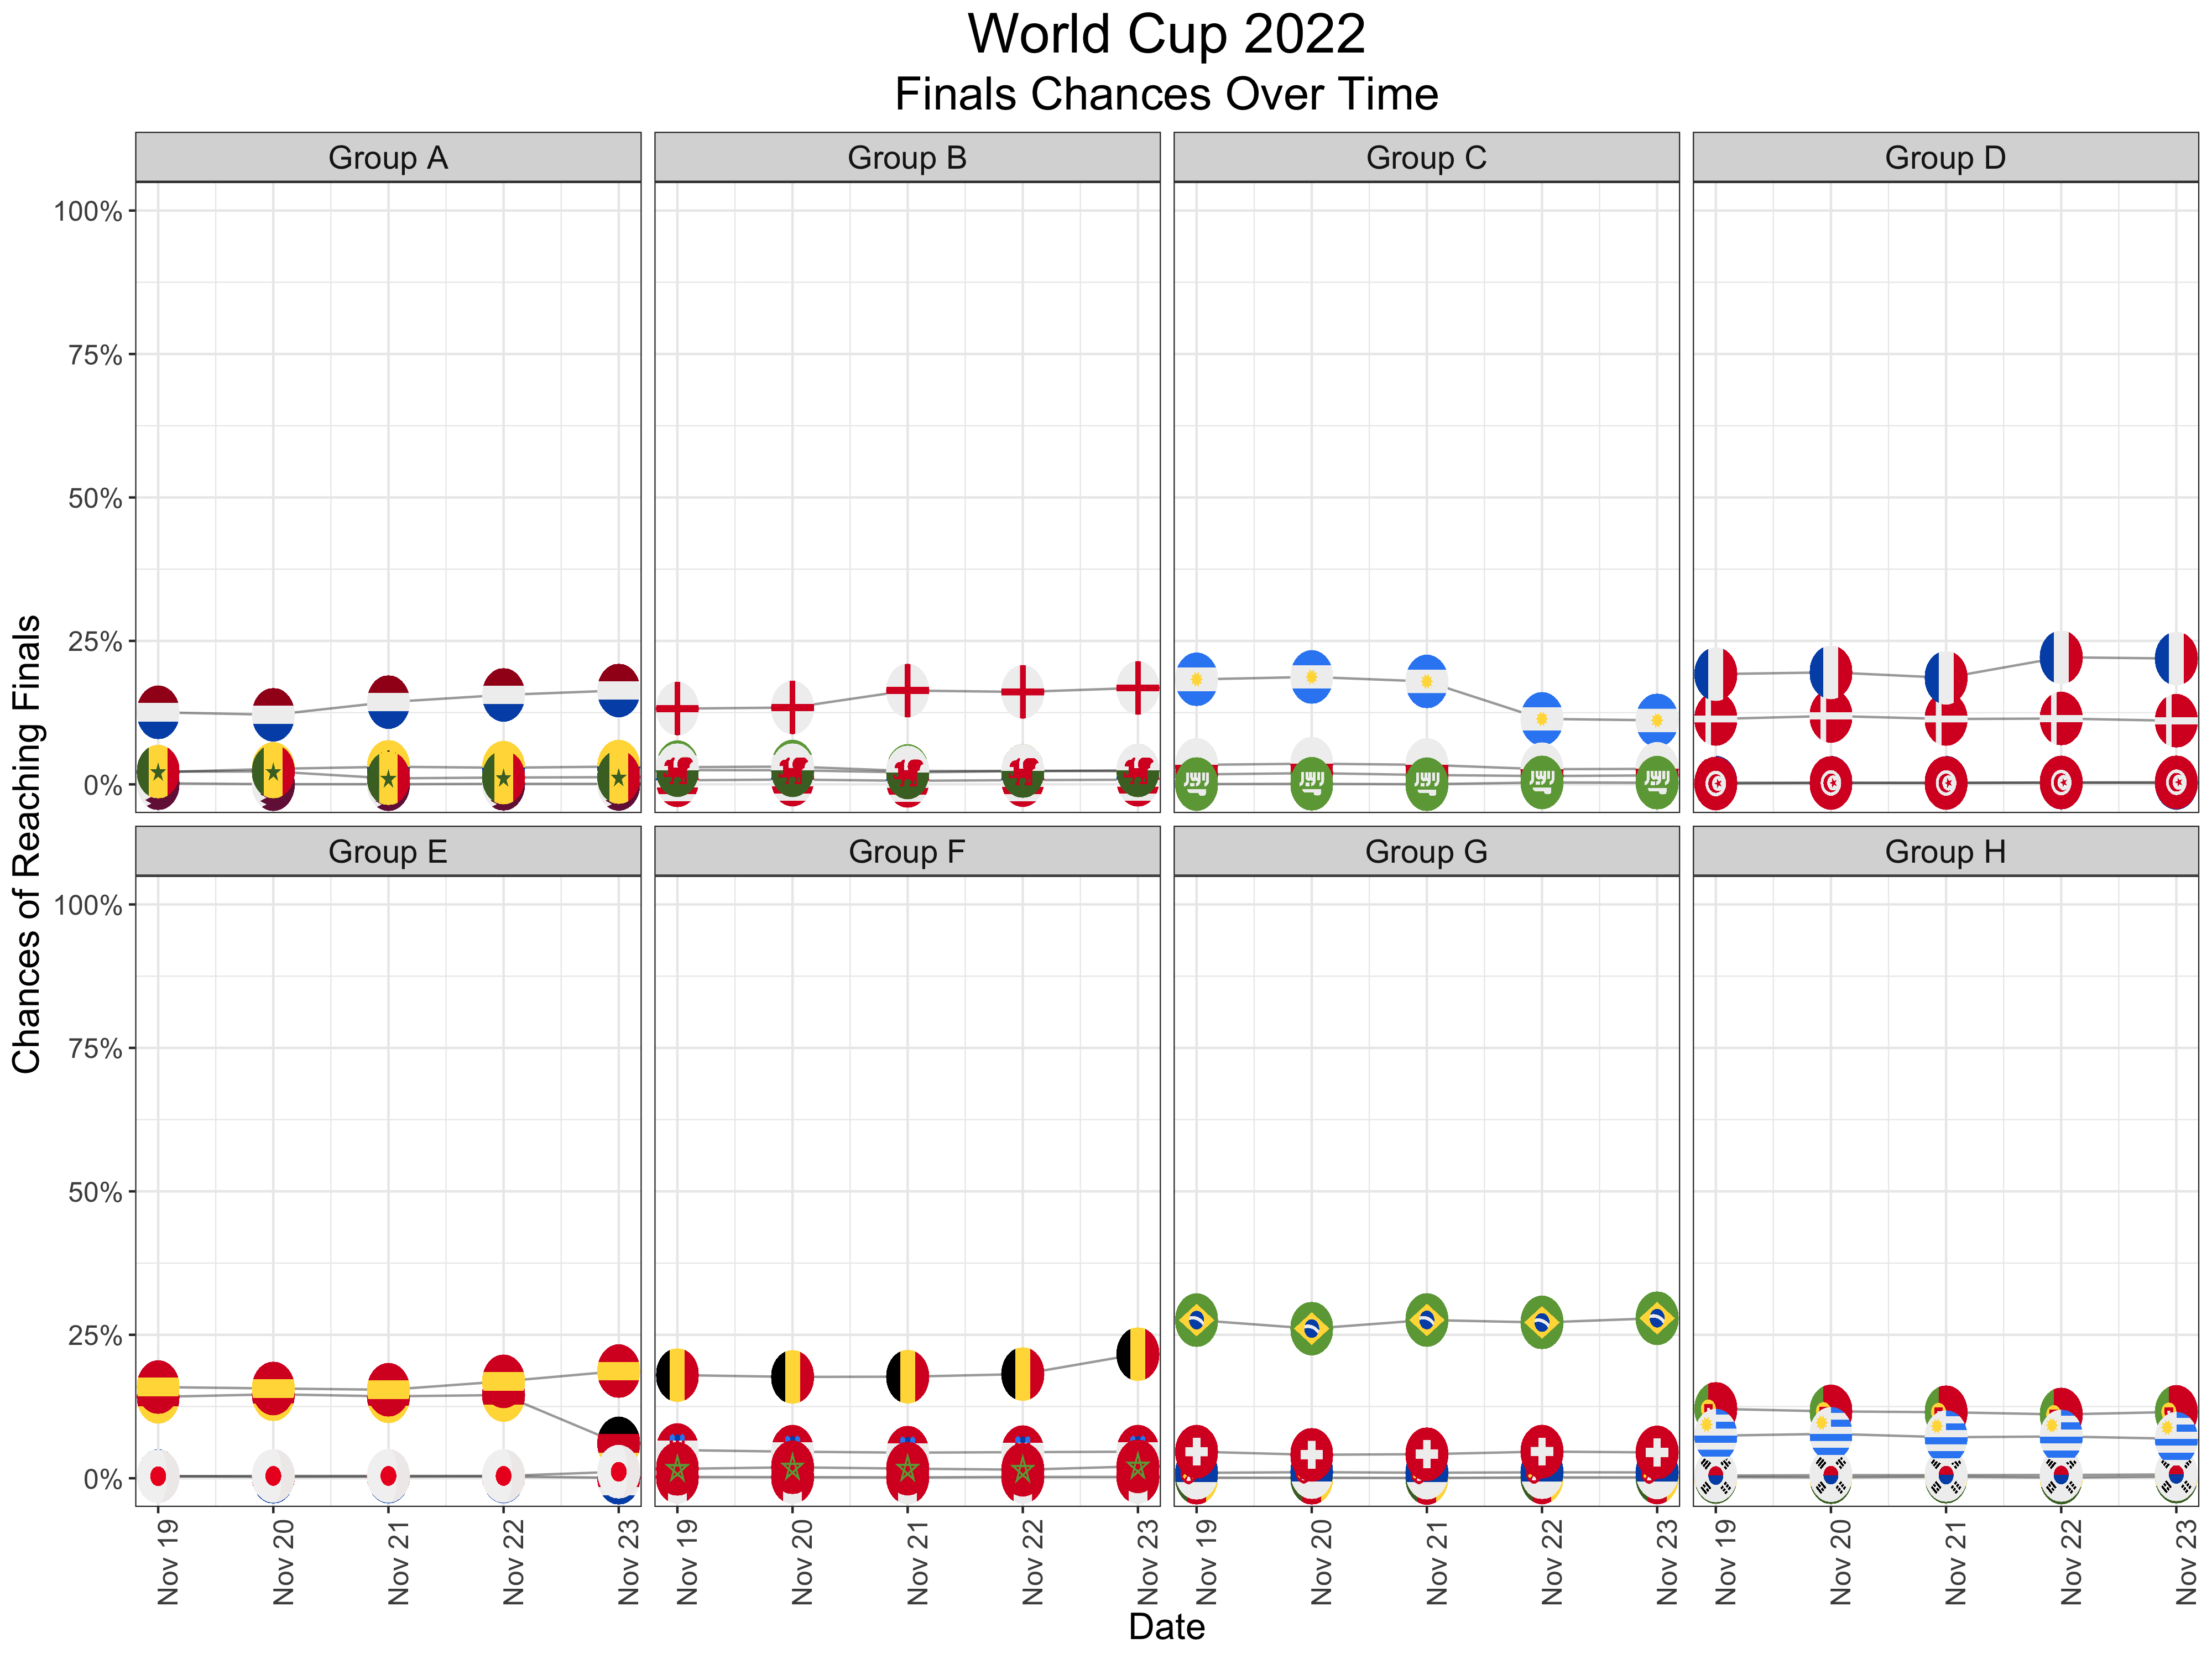 World Cup 2022
Finals Chances Over Time
Group A
Group B
Group C
Group D
100%
75%
50%
25%
0%
Group E
Group F
Group G
Group H
100%
75%
50%
25%
0%
Nov 19
Nov 20
Nov 21
Nov 22
Nov 23
Nov 19
Nov 20
Nov 21
Nov 22
Nov 23
Nov 19
Nov 20
Nov 21
Nov 22
Nov 23
Nov 19
Nov 20
Nov 21
Nov 22
Nov 23
Date
Chances of Reaching Finals